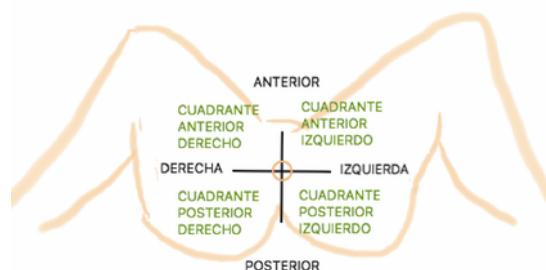 ANTERIOR
CUADRANTE
ANTERIOR
DERECHO
CUADRANTE
ANTERIOR
IZQUIERDO
DERECHA
IZQUIERDA
CUADRANTE
POSTERIOR
DERECHO
CUADRANTE
POSTERIOR
IZQUIERDO
POSTERIOR